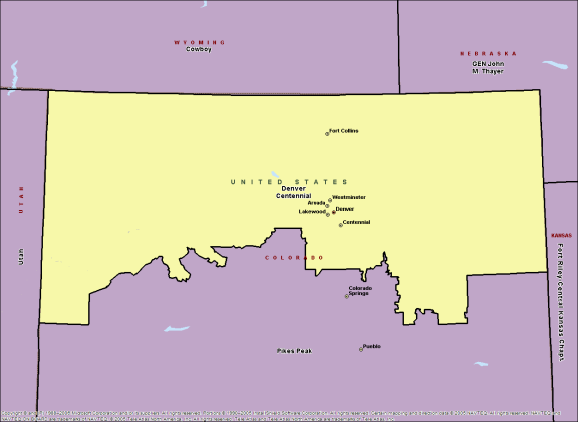 WYOMING
Cowboy
NEBRASKA
GEN John
M. Thayer
Fort Collins
UNITED STATES
Denver
Centennial
Westminster
Arvada
Denver
Lakewood
Centennial
UTAH
Utah
KANSAS
Fort Riley Central Kansas Chapt.
COLORADO
Colorado
Springs
Pueblo
Pikes Peak